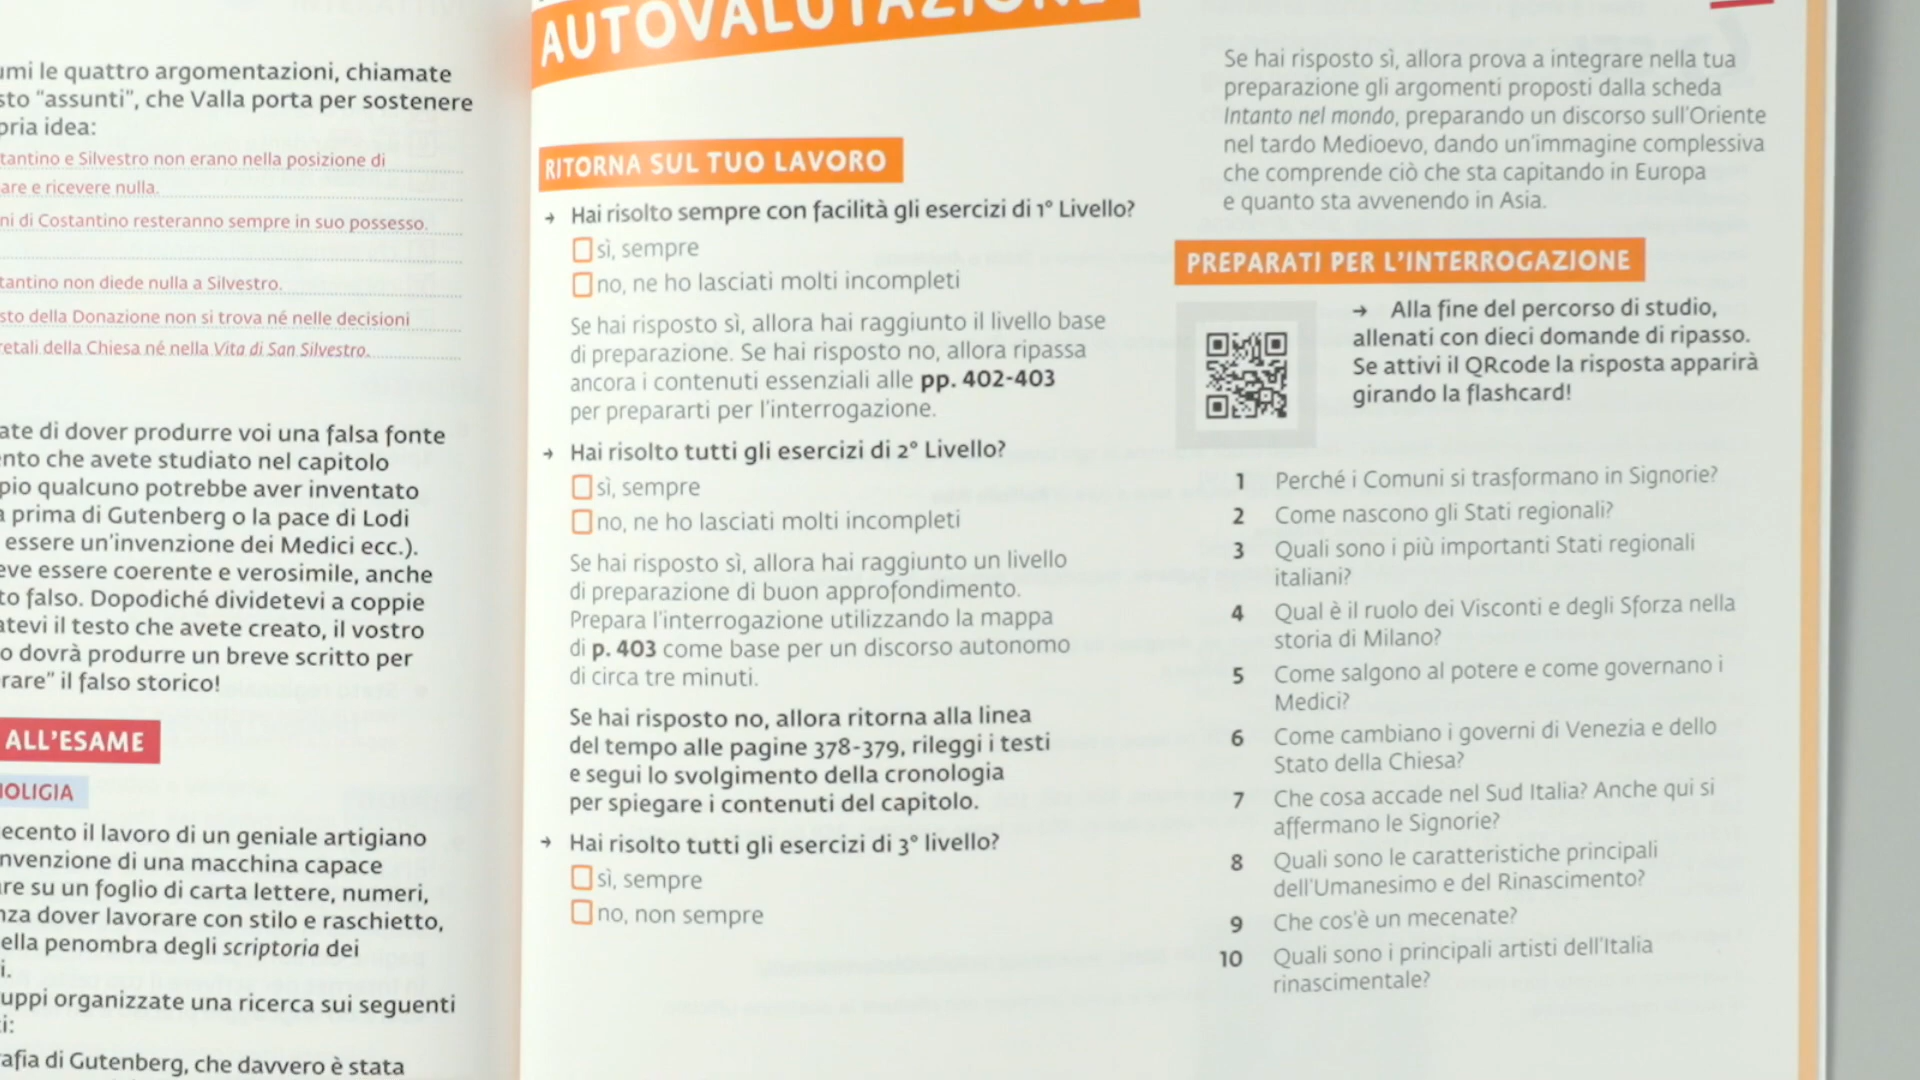 umi le quattro argomentazioni, chiamate
sto “assunti”, che Valla porta per sostenere
pria idea:
tantino e Silvestro non erano nella posizione di
are e ricevere nulla.
ni di Costantino resteranno sempre in suo possesso.
tantino non diede nulla a Silvestro.
sto della Donazione non si trova né nelle decisioni
retali della Chiesa né nella Vita di San Silvestro.
ate di dover produrre voi una falsa fonte
ento che avete studiato nel capitolo
pio qualcuno potrebbe aver inventato
a prima di Gutenberg o la pace di Lodi
essere un'invenzione dei Medici ecc.).
eve essere coerente e verosimile, anche
to falso. Dopodiché dividetevi a coppie
atevi il testo che avete creato, il vostro
o dovrà produrre un breve scritto per
rare” il falso storico!
ALL'ESAME
OLIGIA
ecento il lavoro di un geniale artigiano
nvenzione di una macchina capace
re su un foglio di carta lettere, numeri,
nza dover lavorare con stilo e raschietto,
ella penombra degli scriptoria dei
i.
uppi organizzate una ricerca sui seguenti
ti:
afia di Gutenberg, che davvero è stata
AUTOVALUTAZIONE
RITORNA SUL TUO LAVORO
→ Hai risolto sempre con facilità gli esercizi di 1° Livello?
sì, sempre
no, ne ho lasciati molti incompleti
Se hai risposto sì, allora hai raggiunto il livello base
di preparazione. Se hai risposto no, allora ripassa
ancora i contenuti essenziali alle pp. 402-403
per prepararti per l'interrogazione.
→ Hai risolto tutti gli esercizi di 2° Livello?
sì, sempre
no, ne ho lasciati molti incompleti
Se hai risposto sì, allora hai raggiunto un livello
di preparazione di buon approfondimento.
Prepara l'interrogazione utilizzando la mappa
di p. 403 come base per un discorso autonomo
di circa tre minuti.
Se hai risposto no, allora ritorna alla linea
del tempo alle pagine 378-379, rileggi i testi
e segui lo svolgimento della cronologia
per spiegare i contenuti del capitolo.
→ Hai risolto tutti gli esercizi di 3° livello?
sì, sempre
no, non sempre
Se hai risposto sì, allora prova a integrare nella tua
preparazione gli argomenti proposti dalla scheda
Intanto nel mondo, preparando un discorso sull'Oriente
nel tardo Medioevo, dando un'immagine complessiva
che comprende ciò che sta capitando in Europa
e quanto sta avvenendo in Asia.
PREPARATI PER L'INTERROGAZIONE
→ Alla fine del percorso di studio,
allenati con dieci domande di ripasso.
Se attivi il QRcode la risposta apparirà
girando la flashcard!
1 Perché i Comuni si trasformano in Signorie?
2 Come nascono gli Stati regionali?
3 Quali sono i più importanti Stati regionali
italiani?
4 Qual è il ruolo dei Visconti e degli Sforza nella
storia di Milano?
5 Come salgono al potere e come governano i
Medici?
6 Come cambiano i governi di Venezia e dello
Stato della Chiesa?
7 Che cosa accade nel Sud Italia? Anche qui si
affermano le Signorie?
8 Quali sono le caratteristiche principali
dell'Umanesimo e del Rinascimento?
9 Che cos'è un mecenate?
10 Quali sono i principali artisti dell'Italia
rinascimentale?